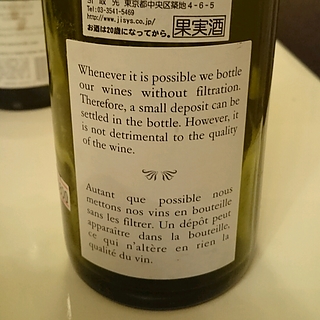 引取先 東京都中央区築地4-6-5
Tel:03-3541-5469
http://www.jisys.co.jp/
お酒は20歳になってから。
果実酒
Whenever it is possible we bottle
our wines without filtration.
Therefore, a small deposit can be
settled in the bottle. However, it
is not detrimental to the quality
of the wine.
Autant que possible nous
mettons nos vins en bouteille
sans les filtrer. Un dépôt peut
apparaître dans la bouteille,
ce qui n'altère en rien la
qualité du vin.